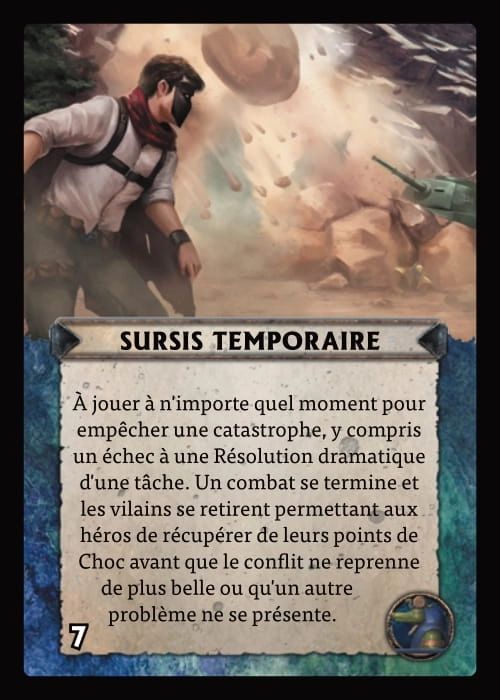 SURSIS TEMPORAIRE
À jouer à n'importe quel moment pour
empêcher une catastrophe, y compris
un échec à une Résolution dramatique
d'une tâche. Un combat se termine et
les vilains se retirent permettant aux
héros de récupérer de leurs points de
Choc avant que le conflit ne reprenne
de plus belle ou qu'un autre
problème ne se présente.
7